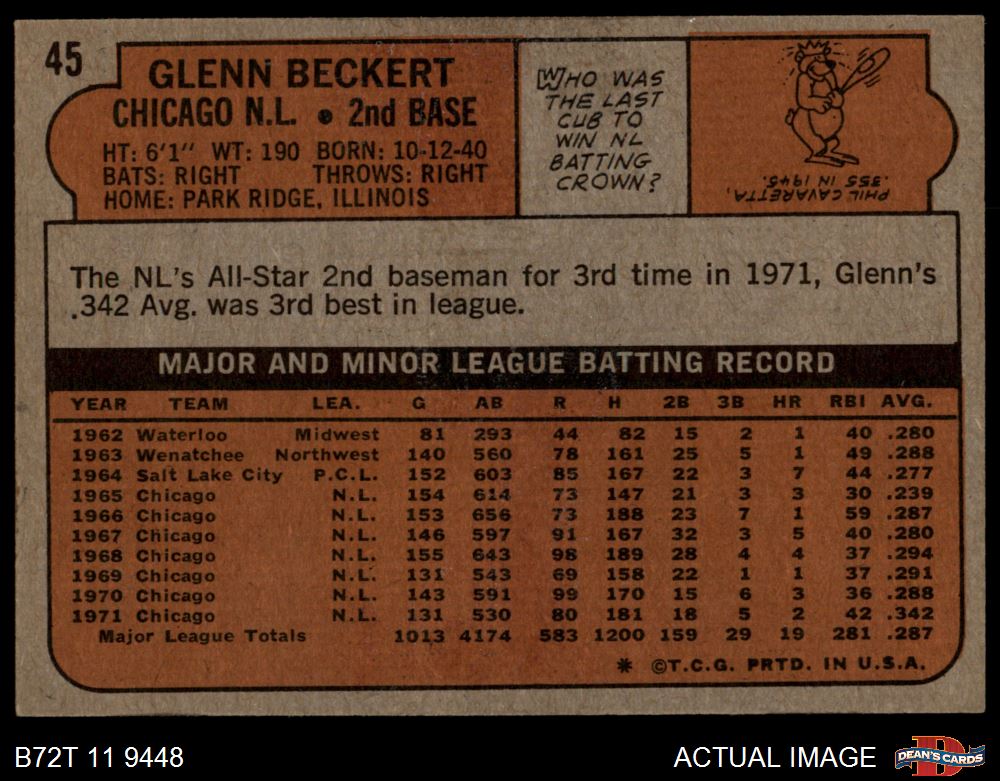 45
GLENN BECKERT
CHICAGO N.L. • 2nd BASE
HT: 6'1" WT: 190 BORN: 10-12-40
BATS: RIGHT THROWS: RIGHT
HOME: PARK RIDGE, ILLINOIS
WHO WAS
THE LAST
CUB TO
WIN NL
BATTING
CROWN?
PHIL CAVARETTA,
.355 IN 1945.
The NL's All-Star 2nd baseman for 3rd time in 1971, Glenn's
.342 Avg. was 3rd best in league.
MAJOR AND MINOR LEAGUE BATTING RECORD
YEAR TEAM LEA. G AB R H 2B 3B HR RBI AVG.
1962 Waterloo Midwest 81 293 44 82 15 2 1 40 .280
1963 Wenatchee Northwest 140 560 78 161 25 5 1 49 .288
1964 Salt Lake City P.C.L. 152 603 85 167 22 3 7 44 .277
1965 Chicago N.L. 154 614 73 147 21 3 3 30 .239
1966 Chicago N.L. 153 656 73 188 23 7 1 59 .287
1967 Chicago N.L. 146 597 91 167 32 3 5 40 .280
1968 Chicago N.L. 155 643 98 189 28 4 4 37 .294
1969 Chicago N.L. 131 543 69 158 22 1 1 37 .291
1970 Chicago N.L. 143 591 99 170 15 6 3 36 .288
1971 Chicago N.L. 131 530 80 181 18 5 2 42 .342
Major League Totals 1013 4174 583 1200 159 29 19 281 .287
* ©T.C.G. PRTD. IN U.S.A.
B72T 11 9448
ACTUAL IMAGE
D
DEAN'S CARDS